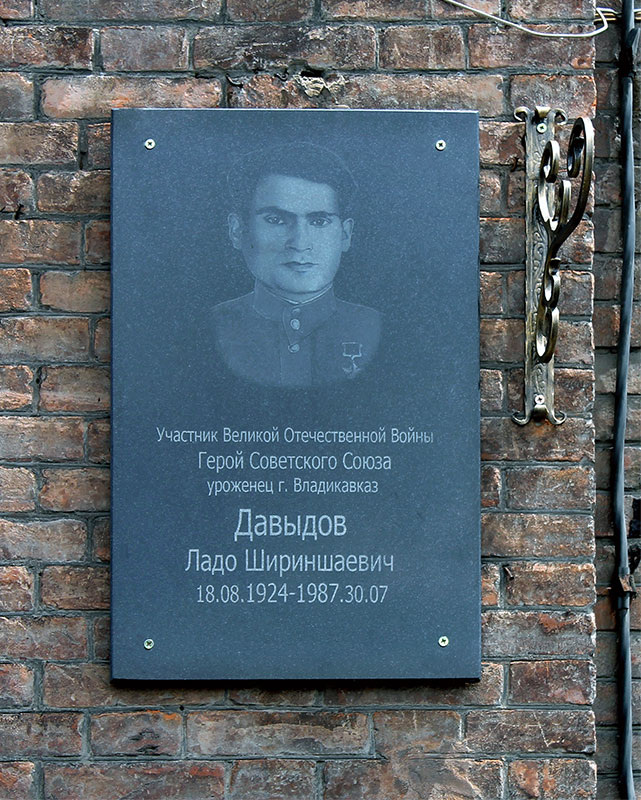 Участник Великой Отечественной Войны
Герой Советского Союза
уроженец г. Владикавказ
Давыдов
Ладо Шириншаевич
18.08.1924-1987.30.07